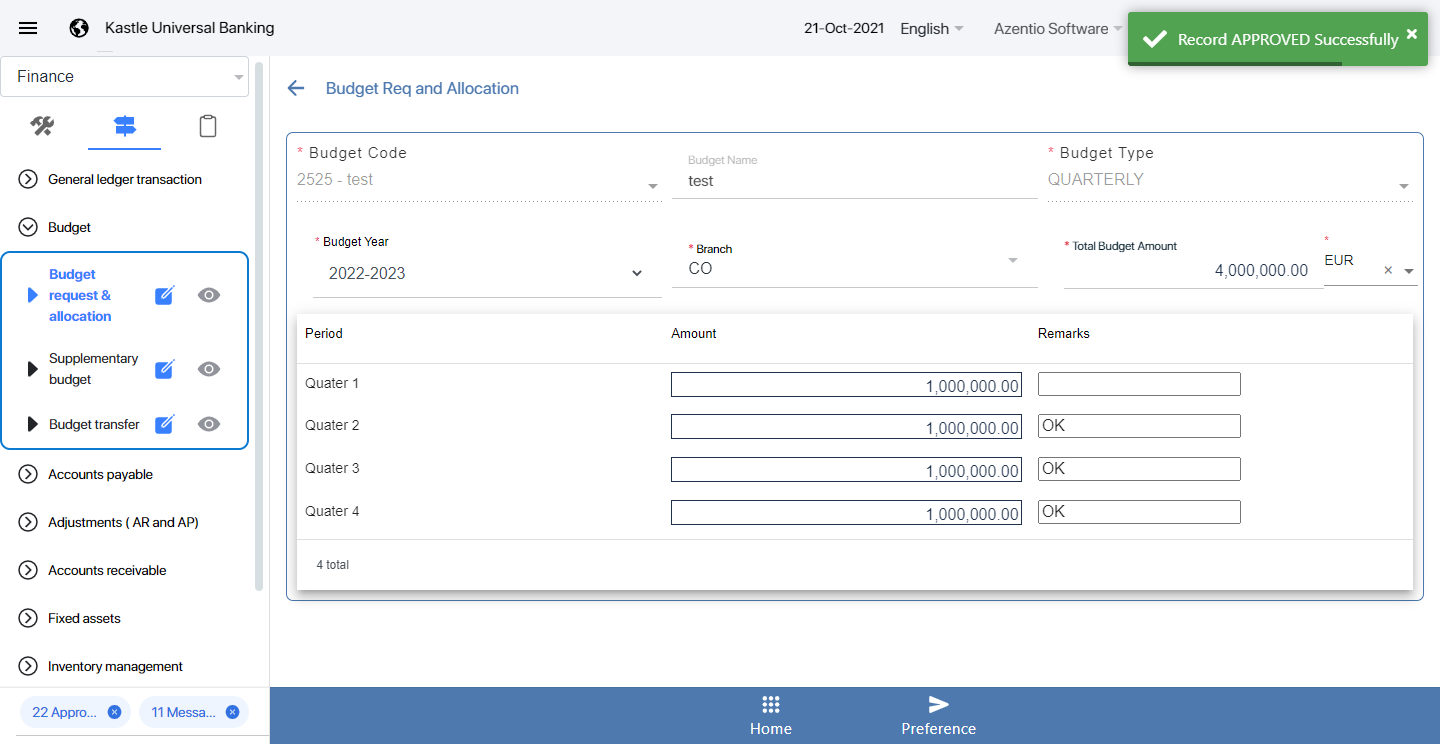 Kastle Universal Banking
21-Oct-2021
English
Azentio Software
Record APPROVED Successfully
Finance
General ledger transaction
Budget
Budget
request &
allocation
Supplementary
budget
Budget transfer
Accounts payable
Adjustments ( AR and AP)
Accounts receivable
Fixed assets
Inventory management
22 Appro...
11 Messa...
Budget Req and Allocation
* Budget Code
2525 - test
Budget Name
test
* Budget Type
QUARTERLY
* Budget Year
2022-2023
* Branch
CO
* Total Budget Amount
4,000,000.00
*
EUR
Period Amount Remarks
Quater 1 1,000,000.00
Quater 2 1,000,000.00 OK
Quater 3 1,000,000.00 OK
Quater 4 1,000,000.00 OK
4 total
Home
Preference